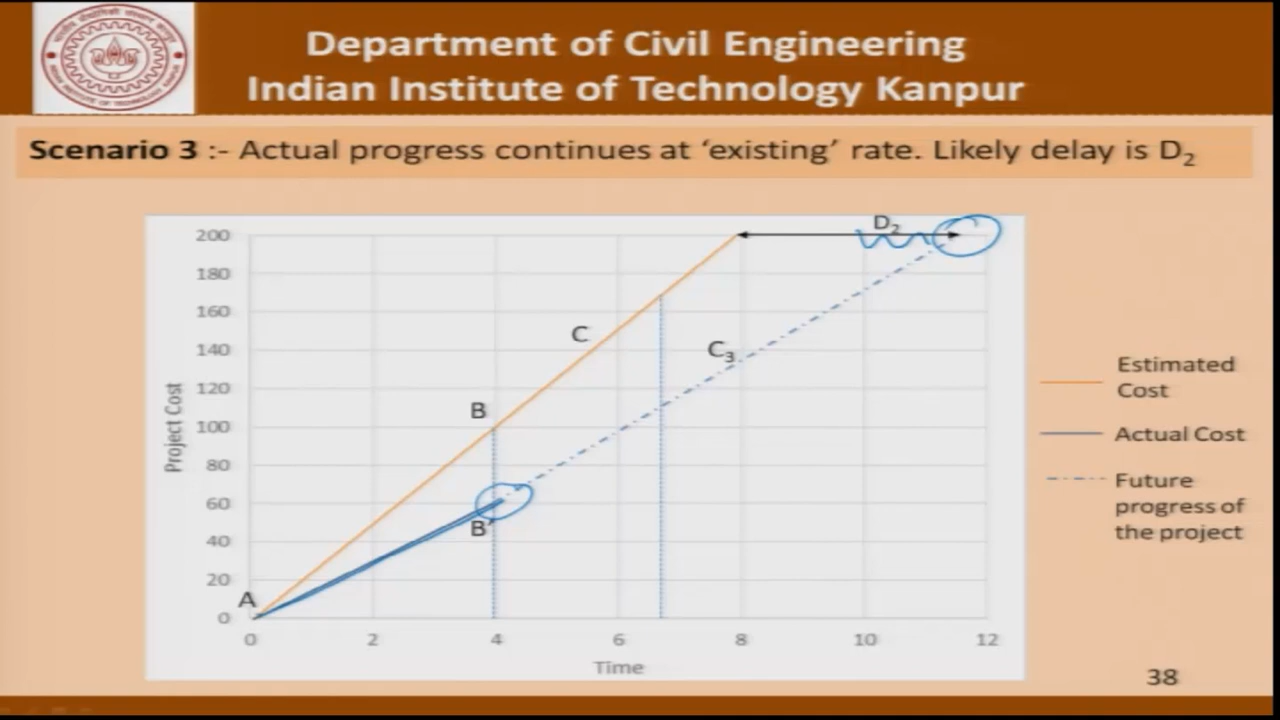 Department of Civil Engineering
Indian Institute of Technology Kanpur
Scenario 3 :- Actual progress continues at ‘existing’ rate. Likely delay is D₂
D₂
200
180
160
140
120
100
80
60
40
20
0
Project Cost
C
C₃
B
B'
A
0 2 4 6 8 10 12
Time
Estimated
Cost
Actual Cost
Future
progress of
the project
38